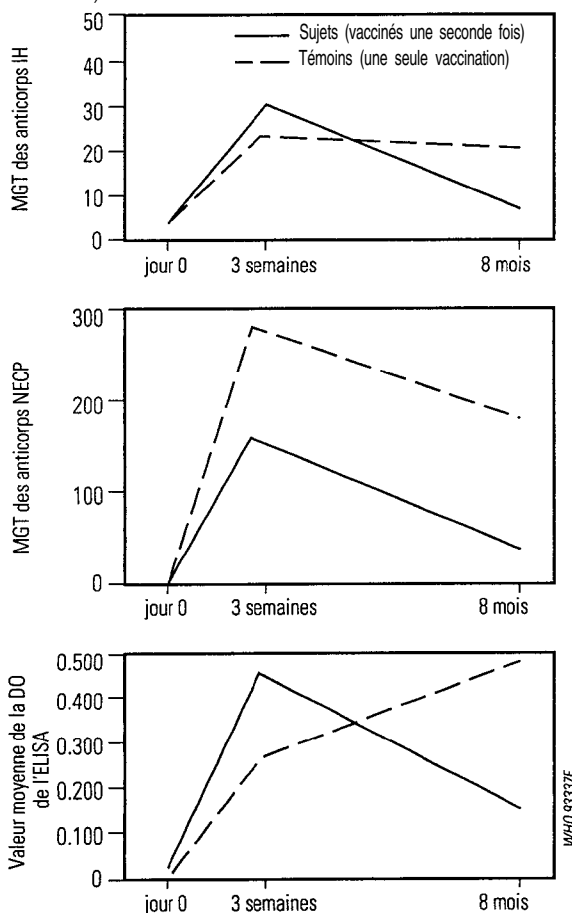 50
40
30
20
10
0
MGT des anticorps IH
Sujets (vaccinés une seconde fois)
Témoins (une seule vaccination)
jour 0 3 semaines 8 mois
300
200
100
0
MGT des anticorps NECP
jour 0 3 semaines 8 mois
0.500
0.400
0.300
0.200
0.100
0
Valeur moyenne de la DO
de l'ELISA
jour 0 3 semaines 8 mois